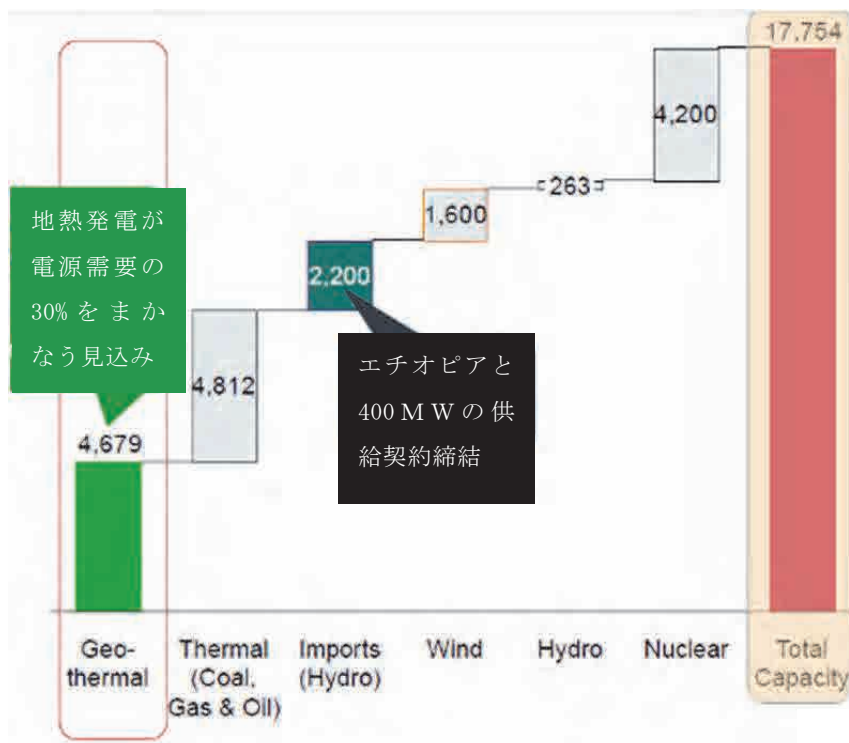 17,754
4,200
263
1,600
地熱発電が
電源需要の
30%をまか
なう見込み
2,200
エチオピアと
400MWの供
給契約締結
4,812
4,679
Geo-
thermal
Thermal
(Coal,
Gas & Oil)
Imports
(Hydro)
Wind
Hydro
Nuclear
Total
Capacity